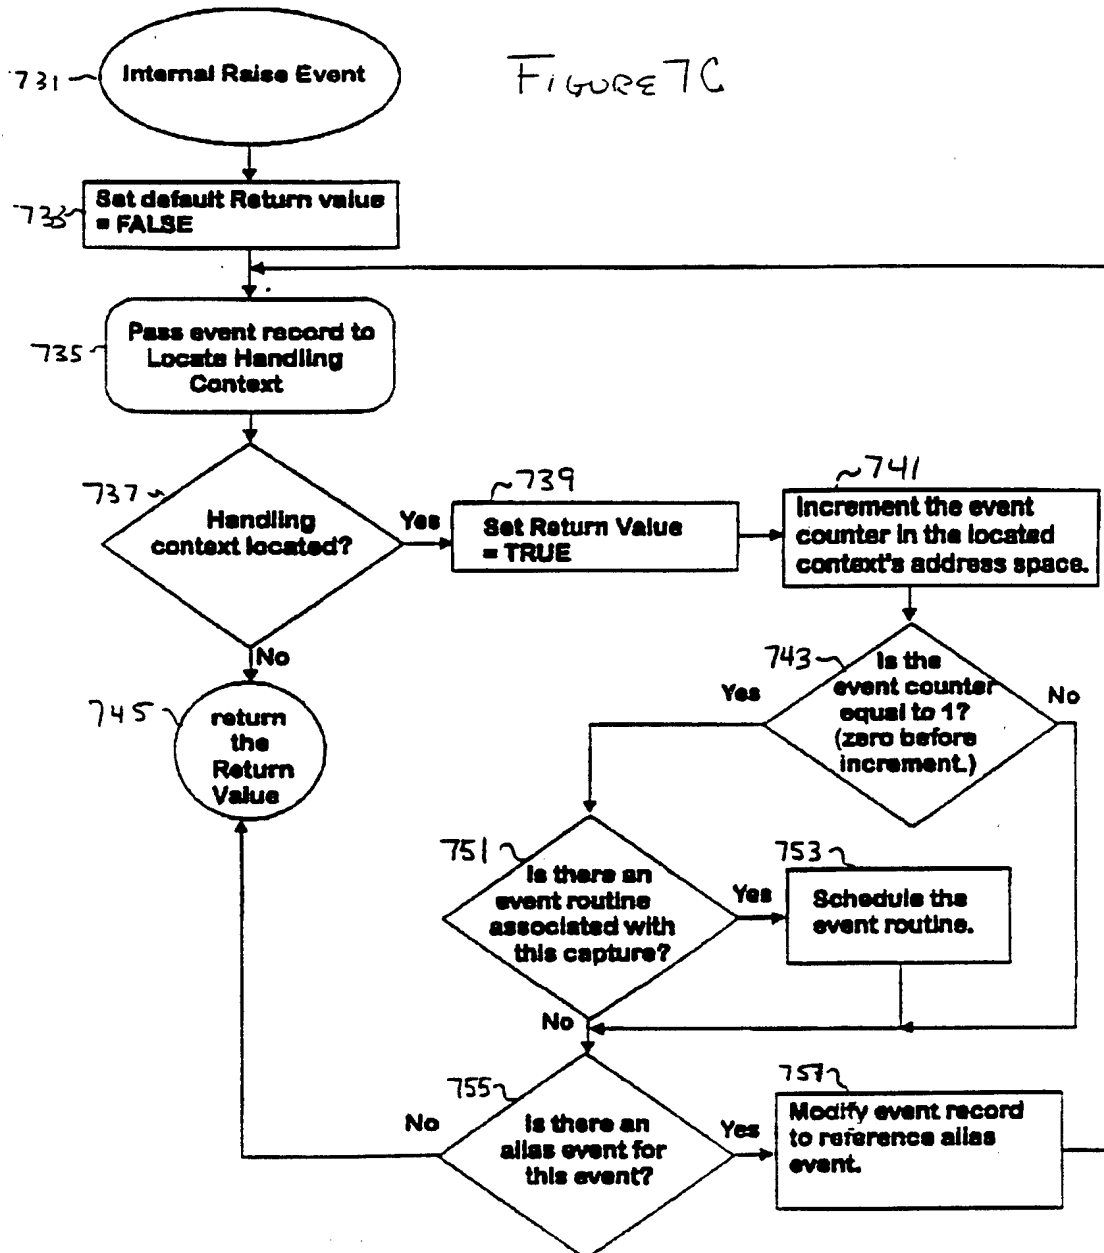 731
Internal Raise Event
FIGURE 7C
733
Set default Return value
= FALSE
735
Pass event record to
Locate Handling
Context
737
Handling
context located?
Yes
No
739
Set Return Value
= TRUE
741
Increment the event
counter in the located
context's address space.
743
Is the
event counter
equal to 1?
(zero before
increment.)
Yes
No
745
return
the
Return
Value
751
Is there an
event routine
associated with
this capture?
Yes
No
753
Schedule the
event routine.
755
Is there an
alias event for
this event?
No
Yes
757
Modify event record
to reference alias
event.